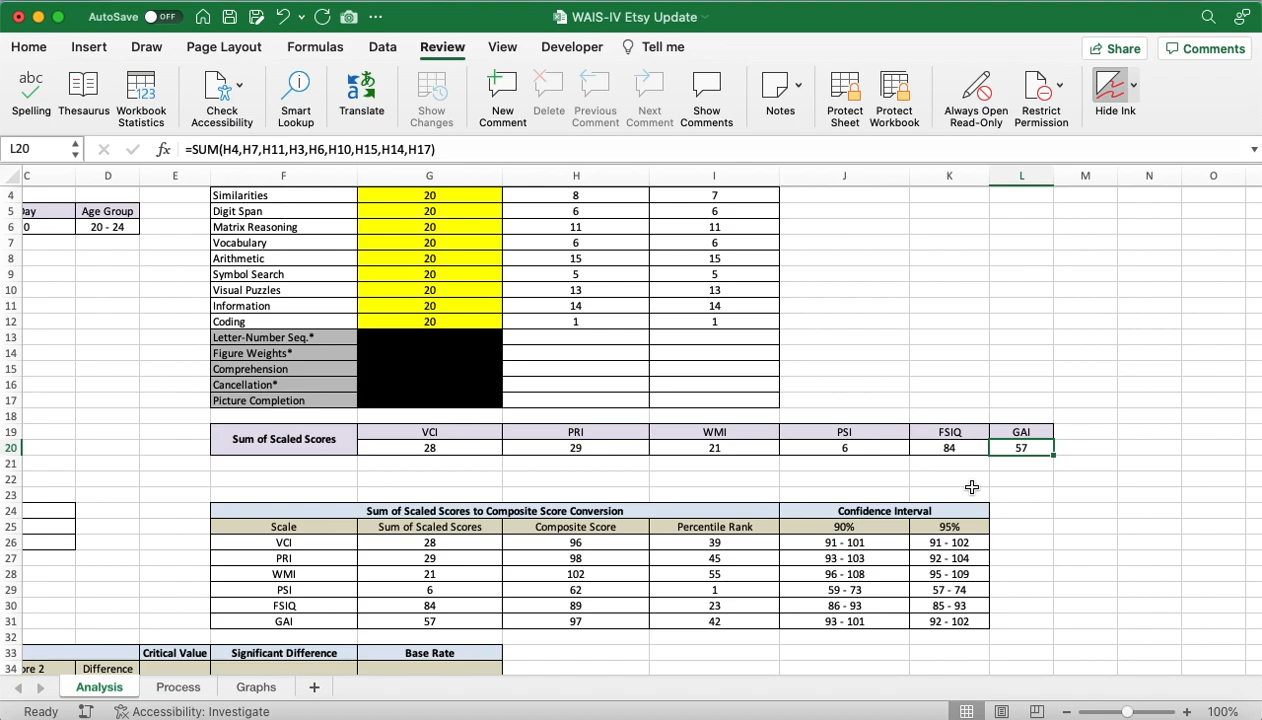 AutoSave OFF WAIS-IV Etsy Update
Home Insert Draw Page Layout Formulas Data Review View Developer Tell me Share Comments
abc
Spelling Thesaurus Workbook Statistics Check Accessibility Smart Lookup Translate Show Changes New Comment Delete Previous Comment Next Comment Show Comments Notes Protect Sheet Protect Workbook Always Open Read-Only Restrict Permission Hide Ink
L20 fx =SUM(H4,H7,H11,H3,H6,H10,H15,H14,H17)
C D E F G H I J K L M N O
4 Similarities 20 8 7
5 Day Age Group Digit Span 20 6 6
6 0 20 - 24 Matrix Reasoning 20 11 11
7 Vocabulary 20 6 6
8 Arithmetic 20 15 15
9 Symbol Search 20 5 5
10 Visual Puzzles 20 13 13
11 Information 20 14 14
12 Coding 20 1 1
13 Letter-Number Seq.*
14 Figure Weights*
15 Comprehension
16 Cancellation*
17 Picture Completion
18
19 Sum of Scaled Scores VCI PRI WMI PSI FSIQ GAI
20 28 29 21 6 84 57
21
22
23
24 Sum of Scaled Scores to Composite Score Conversion Confidence Interval
25 Scale Sum of Scaled Scores Composite Score Percentile Rank 90% 95%
26 VCI 28 96 39 91 - 101 91 - 102
27 PRI 29 98 45 93 - 103 92 - 104
28 WMI 21 102 55 96 - 108 95 - 109
29 PSI 6 62 1 59 - 73 57 - 74
30 FSIQ 84 89 23 86 - 93 85 - 93
31 GAI 57 97 42 93 - 101 92 - 102
32
33 Critical Value Significant Difference Base Rate
34 ore 2 Difference
Analysis Process Graphs
Ready Accessibility: Investigate 100%